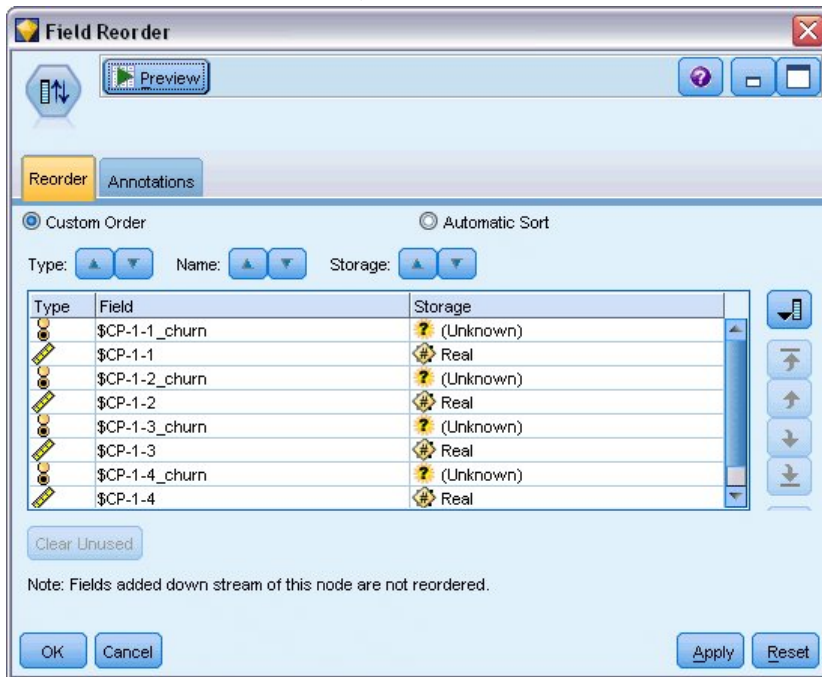 Field Reorder
Preview
Reorder Annotations
Custom Order Automatic Sort
Type: Name: Storage:
Type Field Storage
$CP-1-1_churn ? (Unknown)
$CP-1-1 # Real
$CP-1-2_churn ? (Unknown)
$CP-1-2 # Real
$CP-1-3_churn ? (Unknown)
$CP-1-3 # Real
$CP-1-4_churn ? (Unknown)
$CP-1-4 # Real
Clear Unused
Note: Fields added down stream of this node are not reordered.
OK Cancel Apply Reset